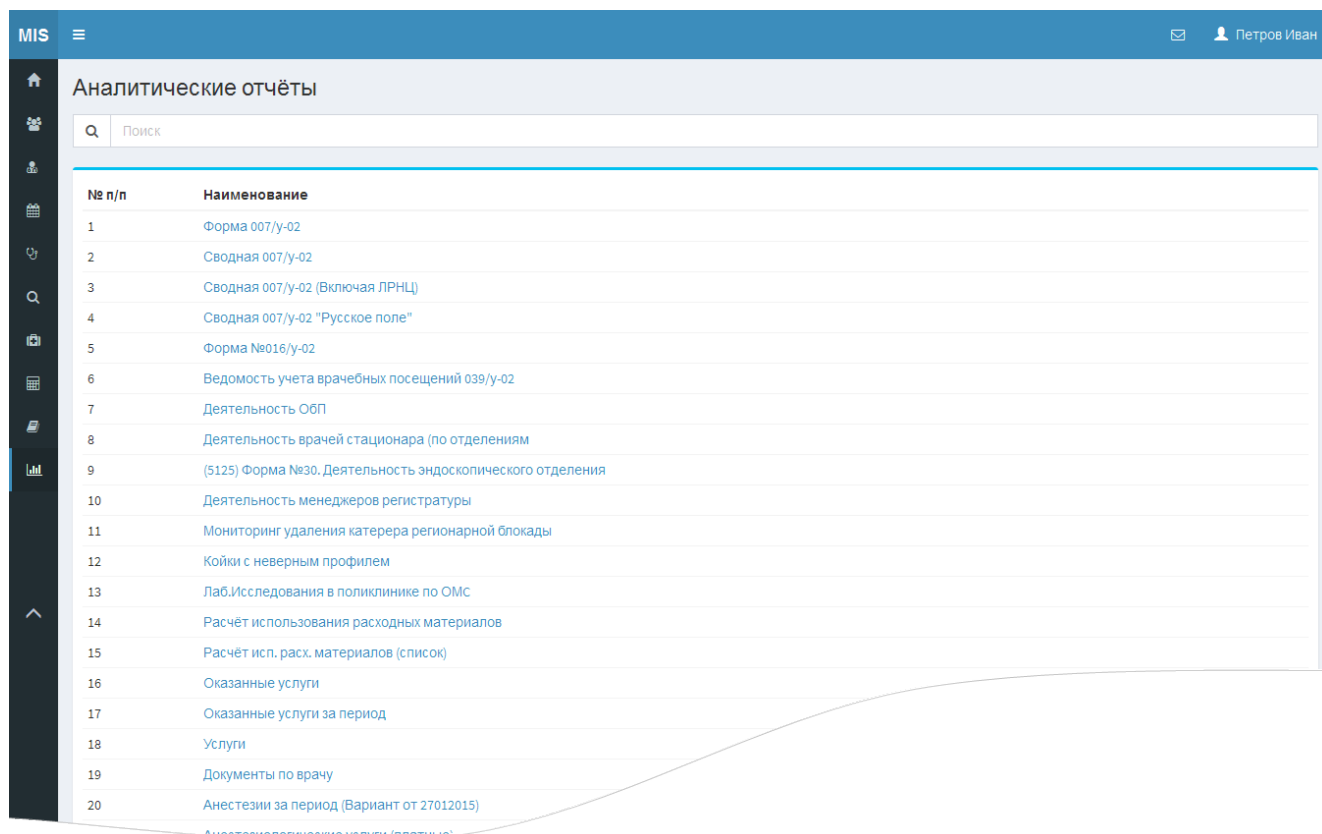 MIS
Петров Иван
Аналитические отчёты
Поиск
№ п/п Наименование
1 Форма 007/у-02
2 Сводная 007/у-02
3 Сводная 007/у-02 (Включая ЛРНЦ)
4 Сводная 007/у-02 "Русское поле"
5 Форма №016/у-02
6 Ведомость учета врачебных посещений 039/у-02
7 Деятельность ОбП
8 Деятельность врачей стационара (по отделениям
9 (5125) Форма №30. Деятельность эндоскопического отделения
10 Деятельность менеджеров регистратуры
11 Мониторинг удаления катерера регионарной блокады
12 Койки с неверным профилем
13 Лаб.Исследования в поликлинике по ОМС
14 Расчёт использования расходных материалов
15 Расчёт исп. расх. материалов (список)
16 Оказанные услуги
17 Оказанные услуги за период
18 Услуги
19 Документы по врачу
20 Анестезии за период (Вариант от 27012015)
Анестезиологические услуги (платные)